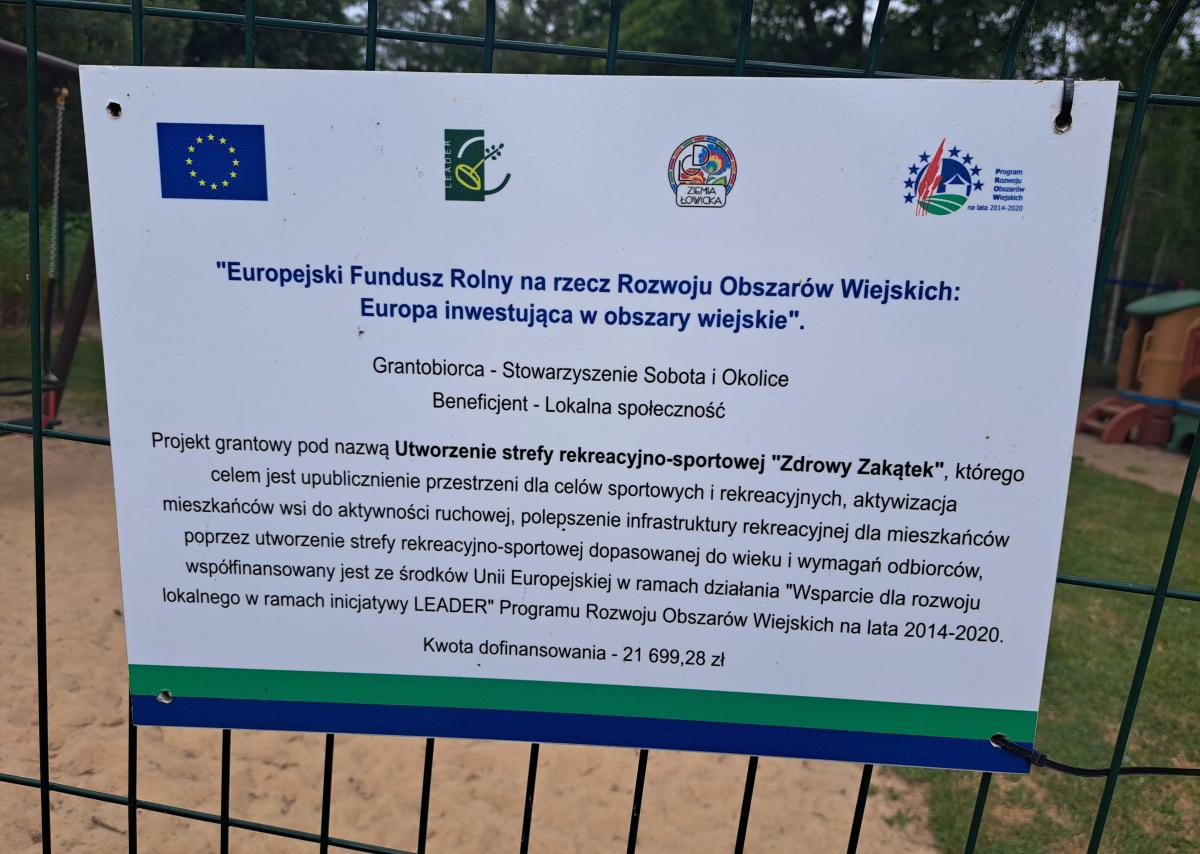 LEADER
ZIEMIA
ŁOWICKA
Program
Rozwoju
Obszarów
Wiejskich
na lata 2014-2020
"Europejski Fundusz Rolny na rzecz Rozwoju Obszarów Wiejskich:
Europa inwestująca w obszary wiejskie".
Grantobiorca - Stowarzyszenie Sobota i Okolice
Beneficjent - Lokalna społeczność
Projekt grantowy pod nazwą Utworzenie strefy rekreacyjno-sportowej "Zdrowy Zakątek", którego
celem jest upublicznienie przestrzeni dla celów sportowych i rekreacyjnych, aktywizacja
mieszkańców wsi do aktywności ruchowej, polepszenie infrastruktury rekreacyjnej dla mieszkańców
poprzez utworzenie strefy rekreacyjno-sportowej dopasowanej do wieku i wymagań odbiorców,
współfinansowany jest ze środków Unii Europejskiej w ramach działania "Wsparcie dla rozwoju
lokalnego w ramach inicjatywy LEADER" Programu Rozwoju Obszarów Wiejskich na lata 2014-2020.
Kwota dofinansowania - 21 699,28 zł